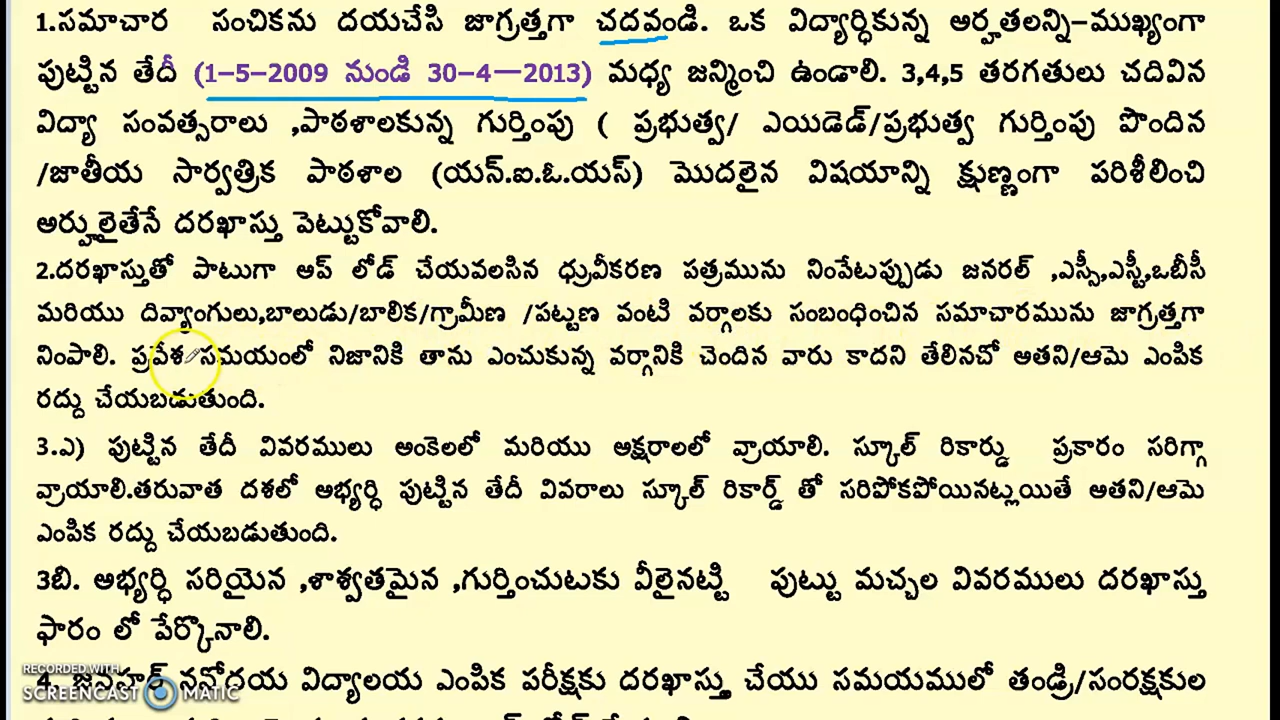 1.సమాచార సంచికను దయచేసి జాగ్రత్తగా చదవండి. ఒక విద్యార్ధికున్న అర్హతలన్ని–ముఖ్యంగా
పుట్టిన తేదీ (1–5–2009 నుండి 30–4––2013) మధ్య జన్మించి ఉండాలి. 3,4,5 తరగతులు చదివిన
విద్యా సంవత్సరాలు ,పాఠశాలకున్న గుర్తింపు ( ప్రభుత్వ/ ఎయిడెడ్/ప్రభుత్వ గుర్తింపు పొందిన
/జాతీయ సార్వత్రిక పాఠశాల (యన్.ఐ.ఓ.యస్) మొదలైన విషయాన్ని క్షుణ్ణంగా పరిశీలించి
అర్హులైతేనే దరఖాస్తు పెట్టుకోవాలి.
2.దరఖాస్తుతో పాటుగా అప్ లోడ్ చేయవలసిన ధ్రువీకరణ పత్రమును నింపేటప్పుడు జనరల్ ,ఎస్సీ,ఎస్టీ,ఒబీసీ
మరియు దివ్యాంగులు,బాలుడు/బాలిక/గ్రామీణ /పట్టుణ వంటి వర్గాలకు సంబంధించిన సమాచారమును జాగ్రత్తగా
నింపాలి. ప్రవేశ సమయంలో నిజానికి తాను ఎంచుకున్న వర్గానికి చెందిన వారు కాదని తేలినచో అతని/ఆమె ఎంపిక
రద్దు చేయబడుతుంది.
3.ఎ) పుట్టిన తేదీ వివరములు అంకెలలో మరియు అక్షరాలలో వ్రాయాలి. స్కూల్ రికార్డు ప్రకారం సరిగ్గా
వ్రాయాలి.తరువాత దశలో అభ్యర్ధి పుట్టిన తేదీ వివరాలు స్కూల్ రికార్డ్ తో సరిపోకపోయినట్లయితే అతని/ఆమె
ఎంపిక రద్దు చేయబడుతుంది.
3బి. అభ్యర్ధి సరియైన ,శాశ్వతమైన ,గుర్తించుటకు వీలైనట్టి పుట్టు మచ్చల వివరములు దరఖాస్తు
ఫారం లో పేర్కొనాలి.
4. జవహర్ నవోదయ విద్యాలయ ఎంపిక పరీక్షకు దరఖాస్తు చేయు సమయములో తండ్రి/సంరక్షకుల
RECORDED WITH
SCREENCAST MATIC